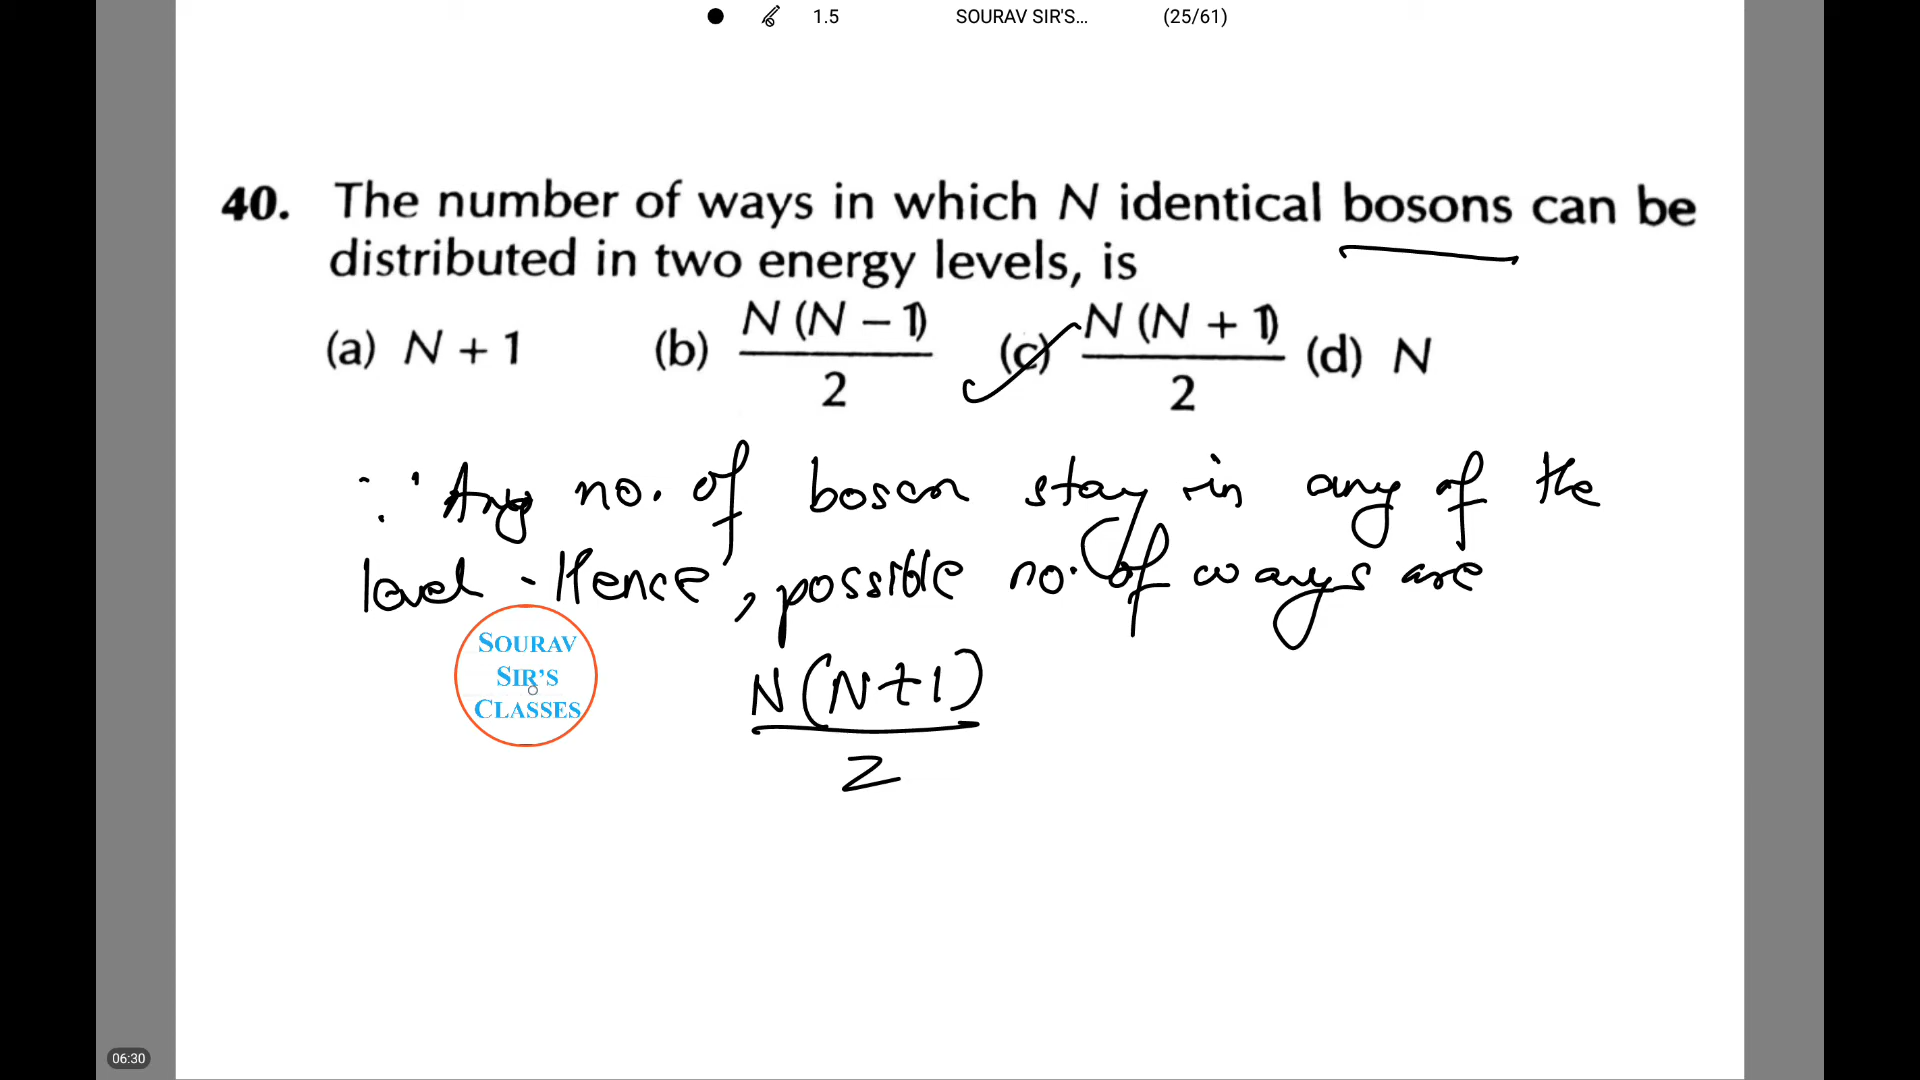 1.5 SOURAV SIR'S... (25/61)
40. The number of ways in which N identical bosons can be
distributed in two energy levels, is
(a) N + 1 (b) N (N – 1) / 2 (c) N (N + 1) / 2 (d) N
∵ Any no. of boson stay in any of the
level. Hence, possible no. of ways are
N(N+1)
2
SOURAV
SIR'S
CLASSES
06:30